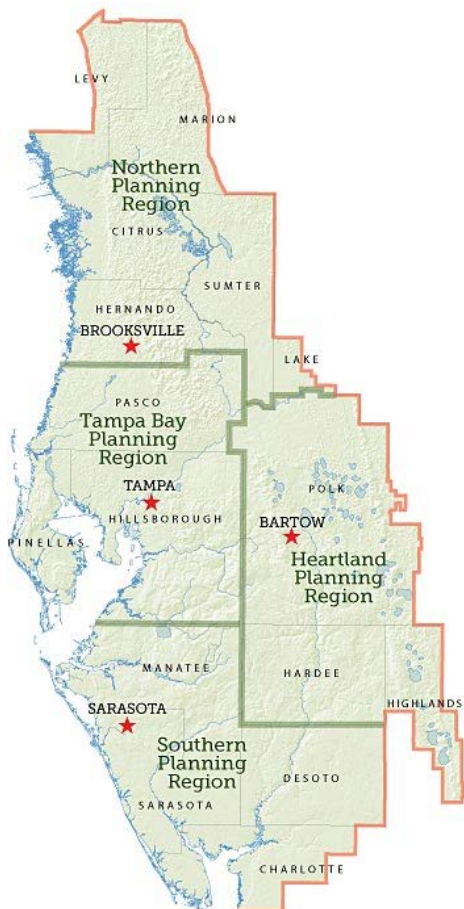 LEVY
MARION
Northern
Planning
Region
CITRUS
SUMTER
HERNANDO
BROOKSVILLE
LAKE
PASCO
Tampa Bay
Planning
Region
TAMPA
HILLSBOROUGH
PINELLAS
POLK
BARTOW
Heartland
Planning
Region
MANATEE
HARDEE
HIGHLANDS
SARASOTA
Southern
Planning
Region
DESOTO
SARASOTA
CHARLOTTE